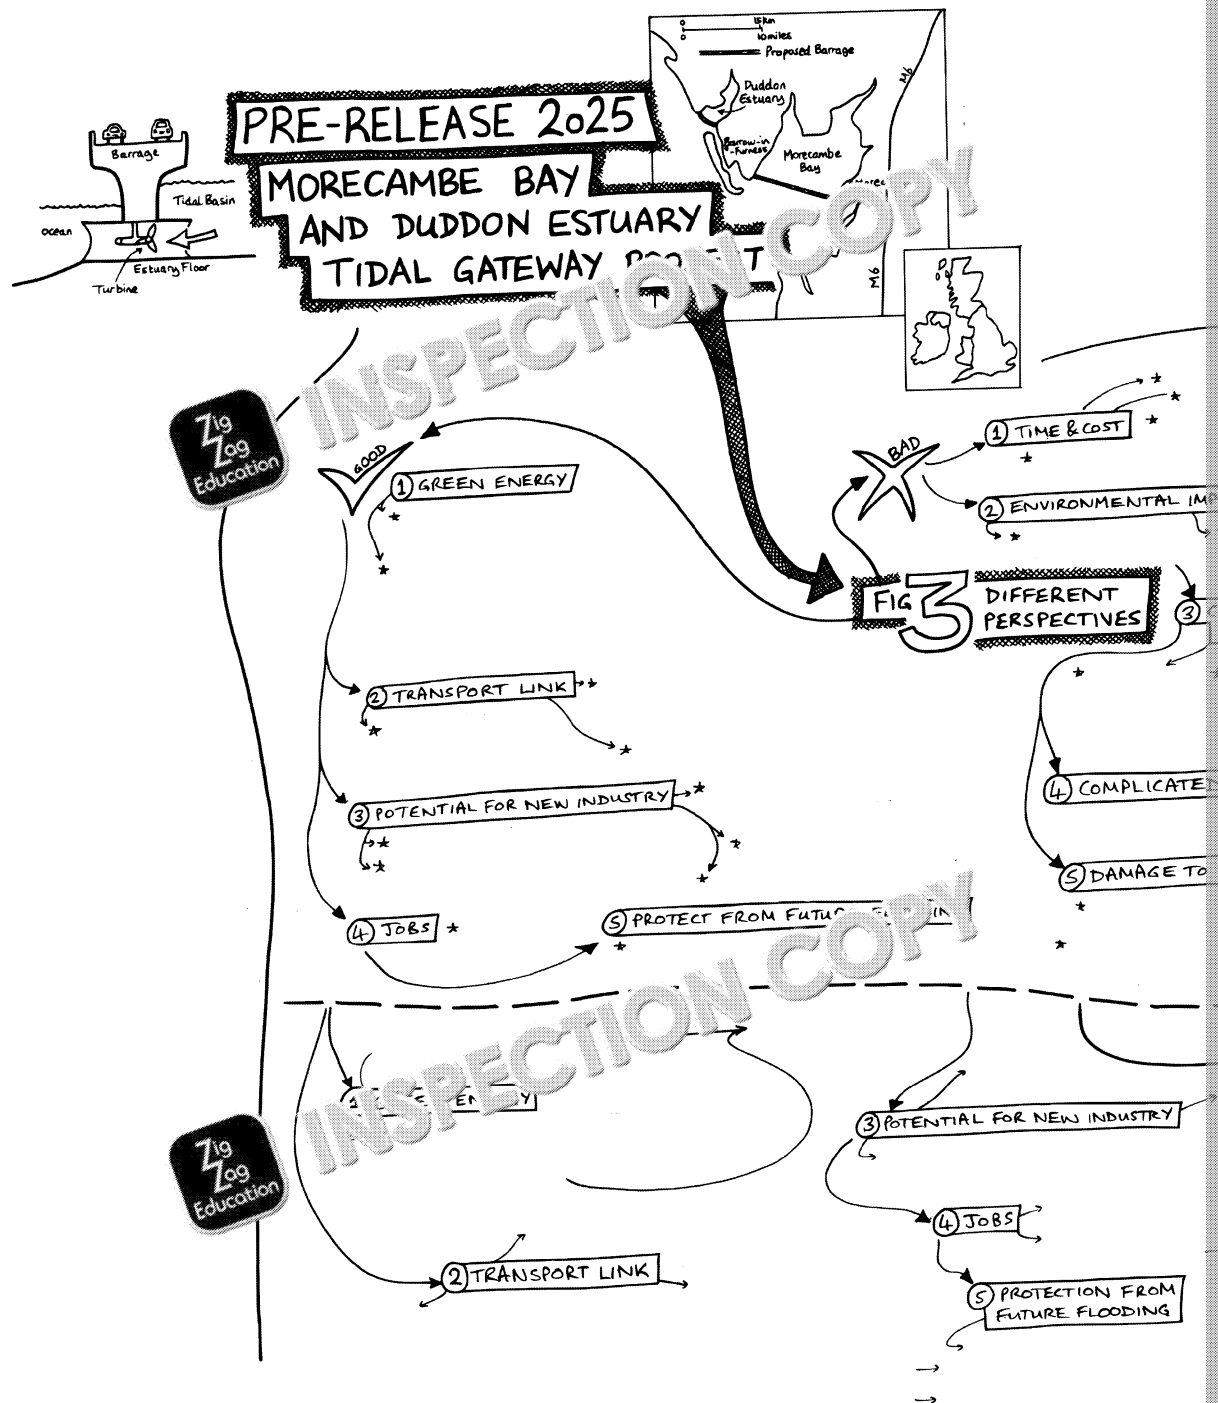 0 15km
0 10miles
Proposed Barrage
M6
Duddon
Estuary
Barrow-in
-Furness
Morecambe
Bay
M6
PRE-RELEASE 2025
MORECAMBE BAY
AND DUDDON ESTUARY
TIDAL GATEWAY
Barrage
Tidal Basin
Ocean
Estuary Floor
Turbine
INSPECTION COPY
Zig
Zag
Education
GOOD
1 GREEN ENERGY
2 TRANSPORT LINK
3 POTENTIAL FOR NEW INDUSTRY
4 JOBS
5 PROTECT FROM
BAD
1 TIME & COST
2 ENVIRONMENTAL
FIG 3 DIFFERENT
PERSPECTIVES
3
4 COMPLICATED
5 DAMAGE TO
INSPECTION COPY
Zig
Zag
Education
2 TRANSPORT LINK
3 POTENTIAL FOR NEW INDUSTRY
4 JOBS
5 PROTECTION FROM
FUTURE FLOODING